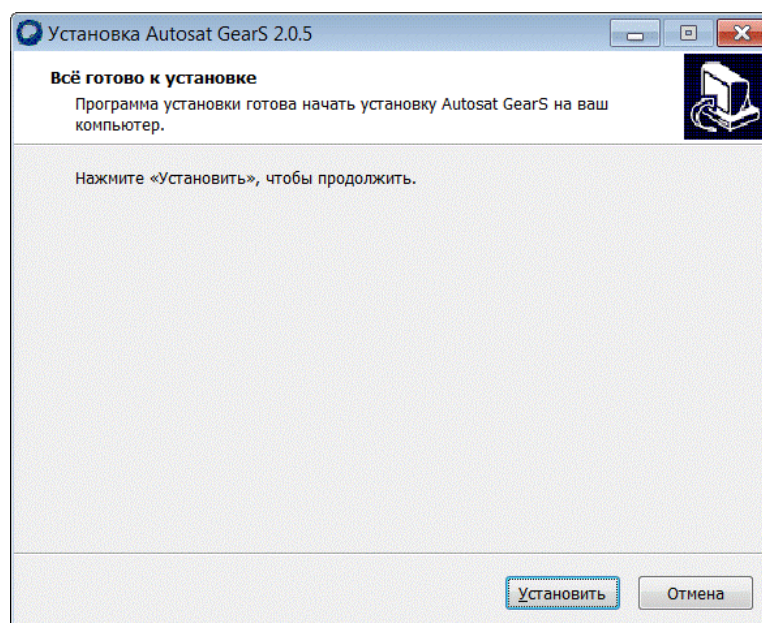 Установка Autosat GearS 2.0.5
Всё готово к установке
Программа установки готова начать установку Autosat GearS на ваш
компьютер.
Нажмите «Установить», чтобы продолжить.
Установить
Отмена